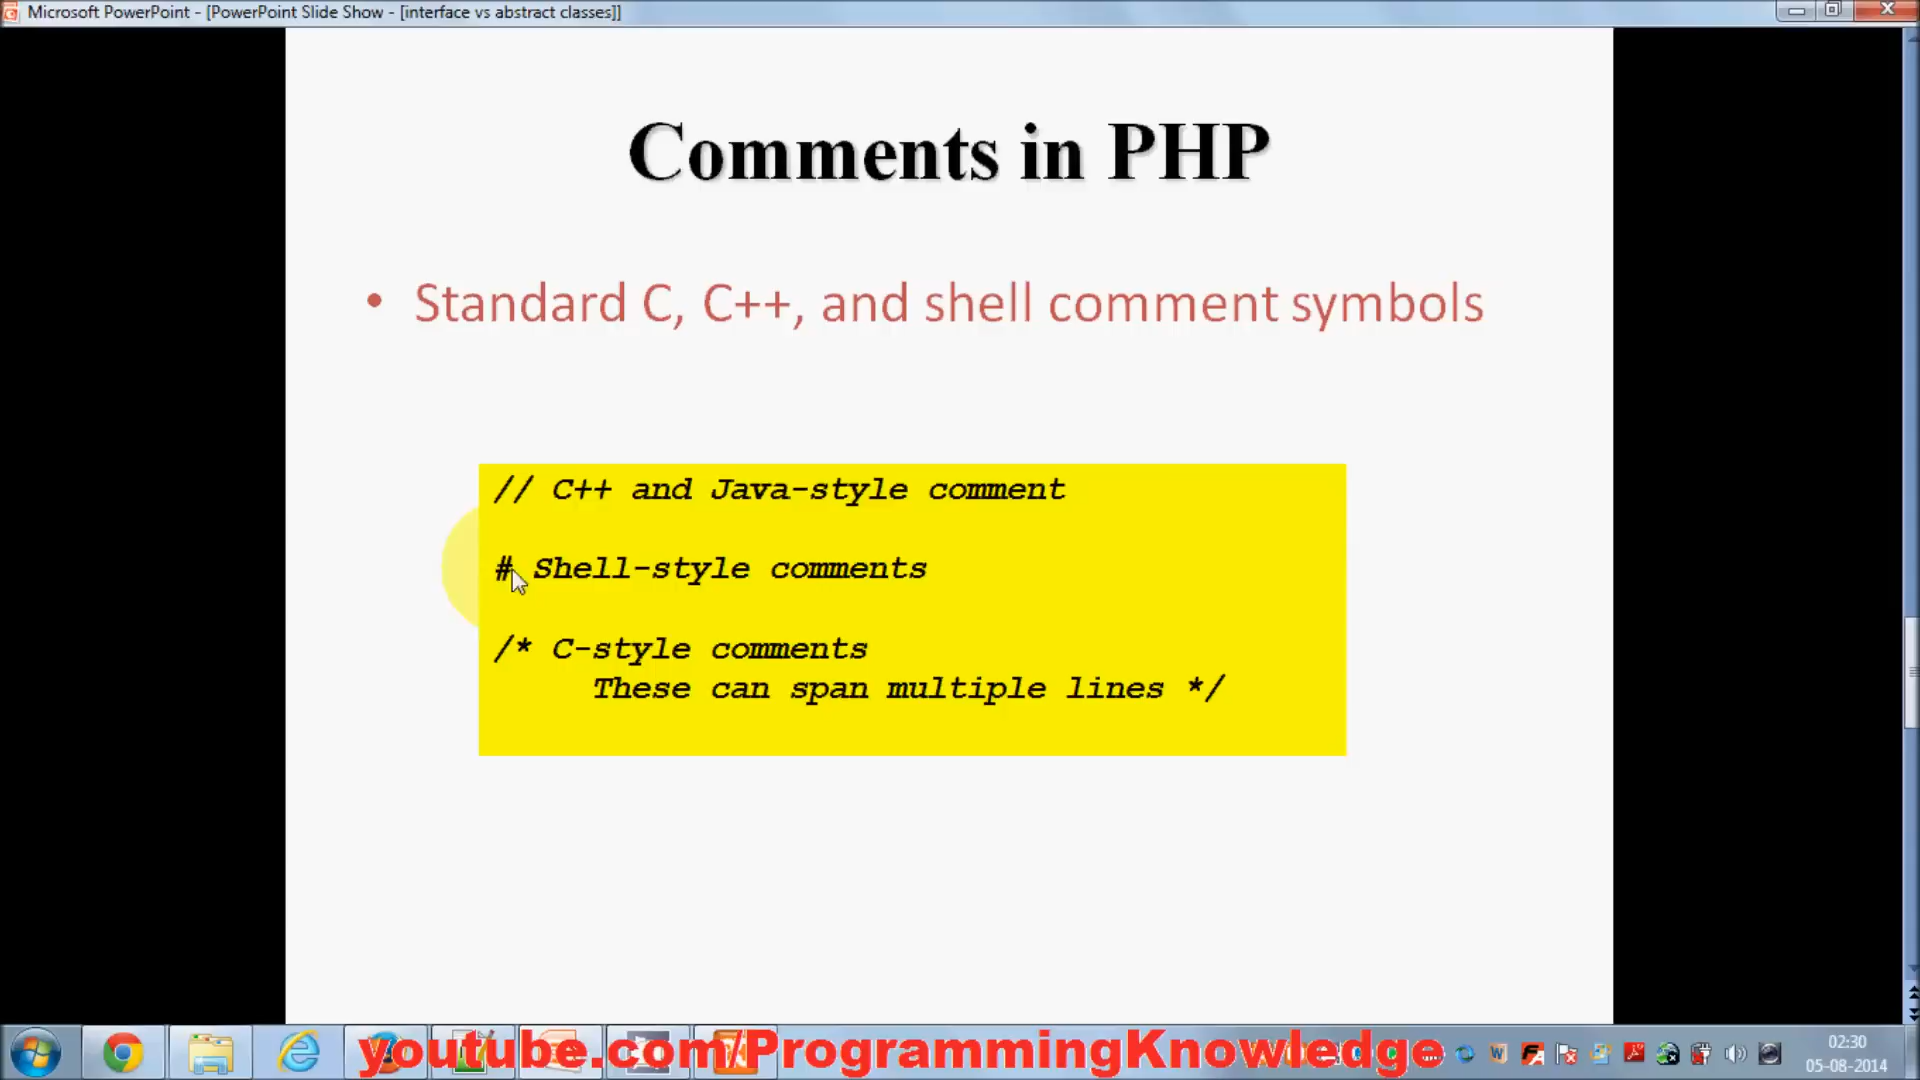 Microsoft PowerPoint - [PowerPoint Slide Show - [interface vs abstract classes]]
Comments in PHP
• Standard C, C++, and shell comment symbols
// C++ and Java-style comment
# Shell-style comments
/* C-style comments
These can span multiple lines */
youtube.com/ProgrammingKnowledge
02:30
05-08-2014